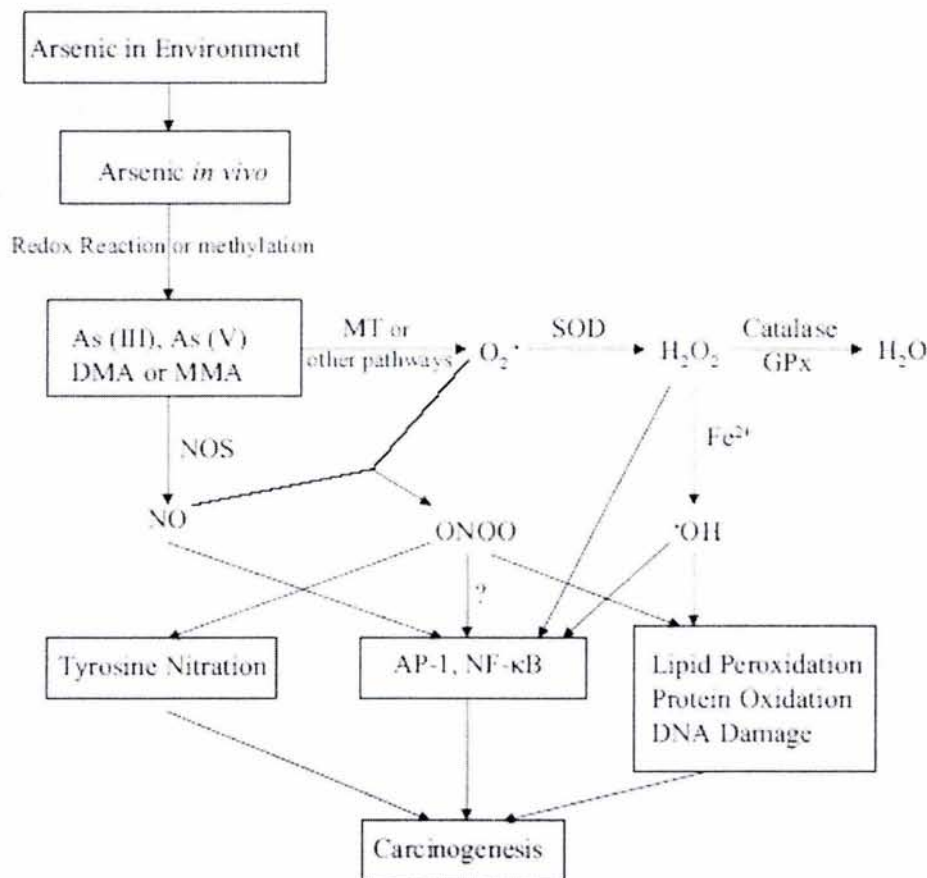 Arsenic in Environment
Arsenic in vivo
Redox Reaction or methylation
As (III), As (V)
DMA or MMA
MT or
other pathways
O₂˙
SOD
H₂O₂
Catalase
GPx
H₂O
NOS
Fe²⁺
NO
ONOO
˙OH
?
Tyrosine Nitration
AP-1, NF-κB
Lipid Peroxidation
Protein Oxidation
DNA Damage
Carcinogenesis